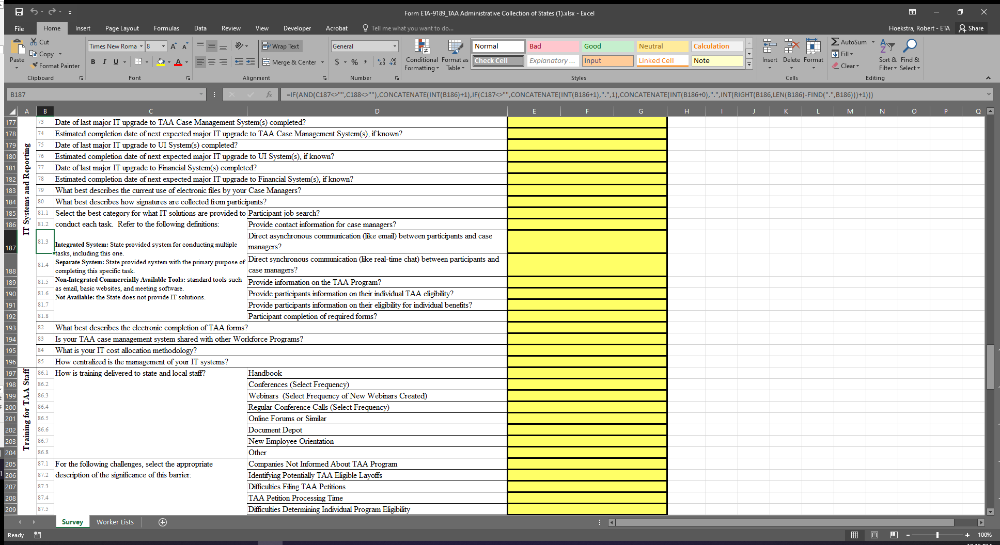 Form ETA-9189_TAA Administrative Collection of States (1).xlsx - Excel
File Home Insert Page Layout Formulas Data Review View Developer Acrobat Tell me what you want to do... Hoekstra, Robert - ETA Share
Paste
Cut
Copy
Format Painter
Clipboard
Times New Roma 8 A A
B I U A
Font
Wrap Text
Merge & Center
Alignment
General
$ % ,
Number
Conditional Formatting
Format as Table
Normal Bad Good Neutral Calculation
Check Cell Explanatory ... Input Linked Cell Note
Styles
Insert Delete Format
Cells
AutoSum
Fill
Clear
Sort & Filter
Find & Select
Editing
B187 fx =IF(AND(C187<>"",C188<>""),CONCATENATE(INT(B186)+1),IF(C187<>"",CONCATENATE(INT(B186+1),".",1),CONCATENATE(INT(B186+0),".",INT(RIGHT(B186,LEN(B186)-FIND(".",B186)))+1)))
A B C D E F G H I J K L M N O P Q
IT Systems and Reporting
177 73 Date of last major IT upgrade to TAA Case Management System(s) completed?
178 74 Estimated completion date of next expected major IT upgrade to TAA Case Management System(s), if known?
179 75 Date of last major IT upgrade to UI System(s) completed?
180 76 Estimated completion date of next expected major IT upgrade to UI System(s), if known?
181 77 Date of last major IT upgrade to Financial System(s) completed?
182 78 Estimated completion date of next expected major IT upgrade to Financial System(s), if known?
183 79 What best describes the current use of electronic files by your Case Managers?
184 80 What best describes how signatures are collected from participants?
185 81.1 Select the best category for what IT solutions are provided to Participant job search?
186 81.2 conduct each task.  Refer to the following definitions: Provide contact information for case managers?
187 81.3 Direct asynchronous communication (like email) between participants and case
managers?
Integrated System: State provided system for conducting multiple
tasks, including this one.
188 81.4 Direct synchronous communication (like real-time chat) between participants and
case managers?
Separate System: State provided system with the primary purpose of
completing this specific task.
Non-Integrated Commercially Available Tools: standard tools such
as email, basic websites, and meeting software.
Not Available: the State does not provide IT solutions.
189 81.5 Provide information on the TAA Program?
190 81.6 Provide participants information on their individual TAA eligibility?
191 81.7 Provide participants information on their eligibility for individual benefits?
192 81.8 Participant completion of required forms?
193 82 What best describes the electronic completion of TAA forms?
194 83 Is your TAA case management system shared with other Workforce Programs?
195 84 What is your IT cost allocation methodology?
196 85 How centralized is the management of your IT systems?
Training for TAA Staff
197 86.1 How is training delivered to state and local staff? Handbook
198 86.2 Conferences (Select Frequency)
199 86.3 Webinars  (Select Frequency of New Webinars Created)
200 86.4 Regular Conference Calls (Select Frequency)
201 86.5 Online Forums or Similar
202 86.6 Document Depot
203 86.7 New Employee Orientation
204 86.8 Other
205 87.1 For the following challenges, select the appropriate Companies Not Informed About TAA Program
206 87.2 description of the significance of this barrier: Identifying Potentially TAA Eligible Layoffs
207 87.3 Difficulties Filing TAA Petitions
208 87.4 TAA Petition Processing Time
209 87.5 Difficulties Determining Individual Program Eligibility
Survey Worker Lists
Ready 100%